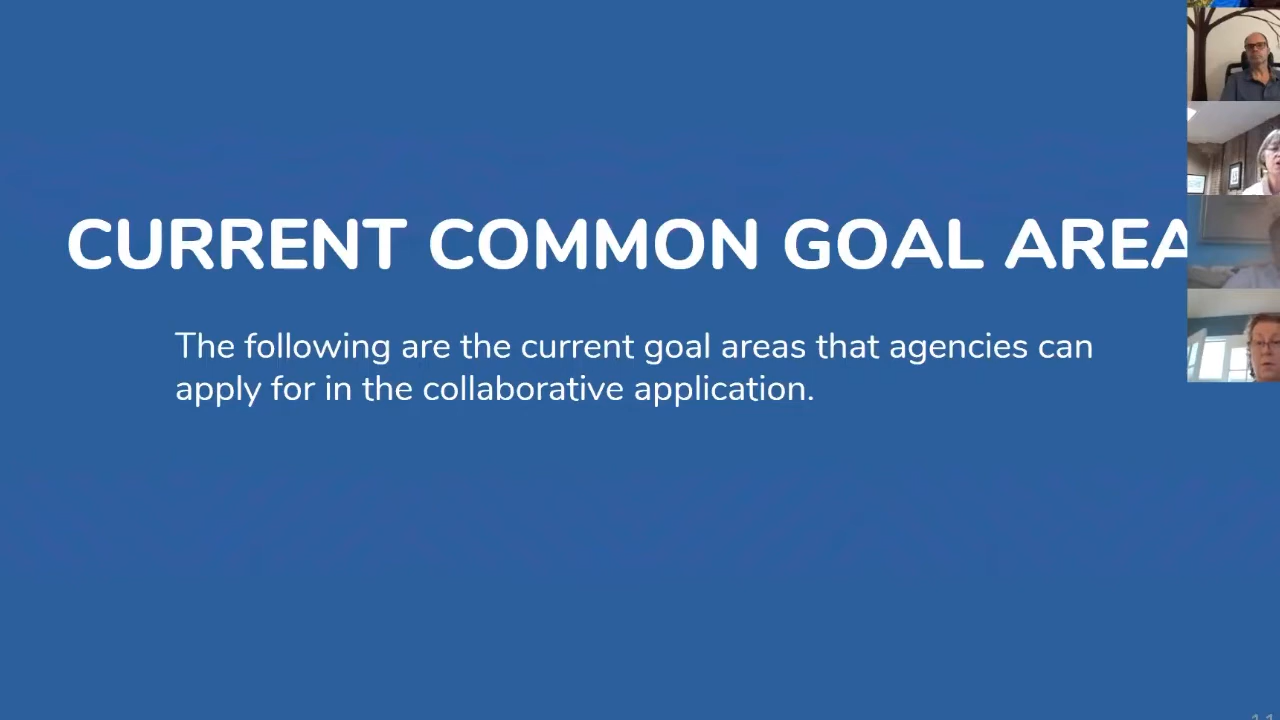 CURRENT COMMON GOAL AREA
The following are the current goal areas that agencies can
apply for in the collaborative application.